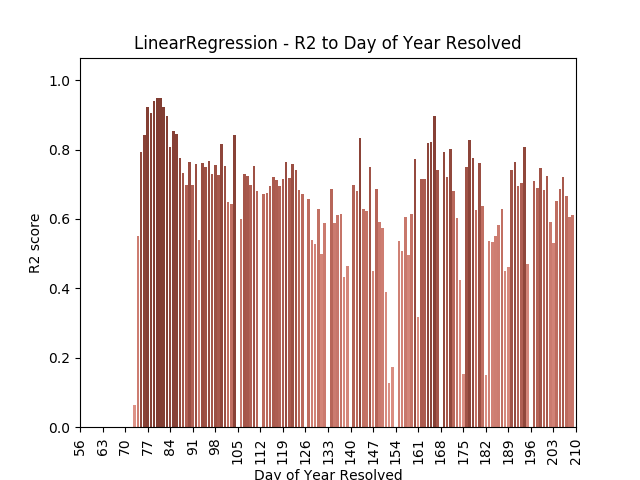 LinearRegression - R2 to Day of Year Resolved
1.0
0.8
0.6
0.4
0.2
0.0
R2 score
56 63 70 77 84 91 98 105 112 119 126 133 140 147 154 161 168 175 182 189 196 203 210
Day of Year Resolved